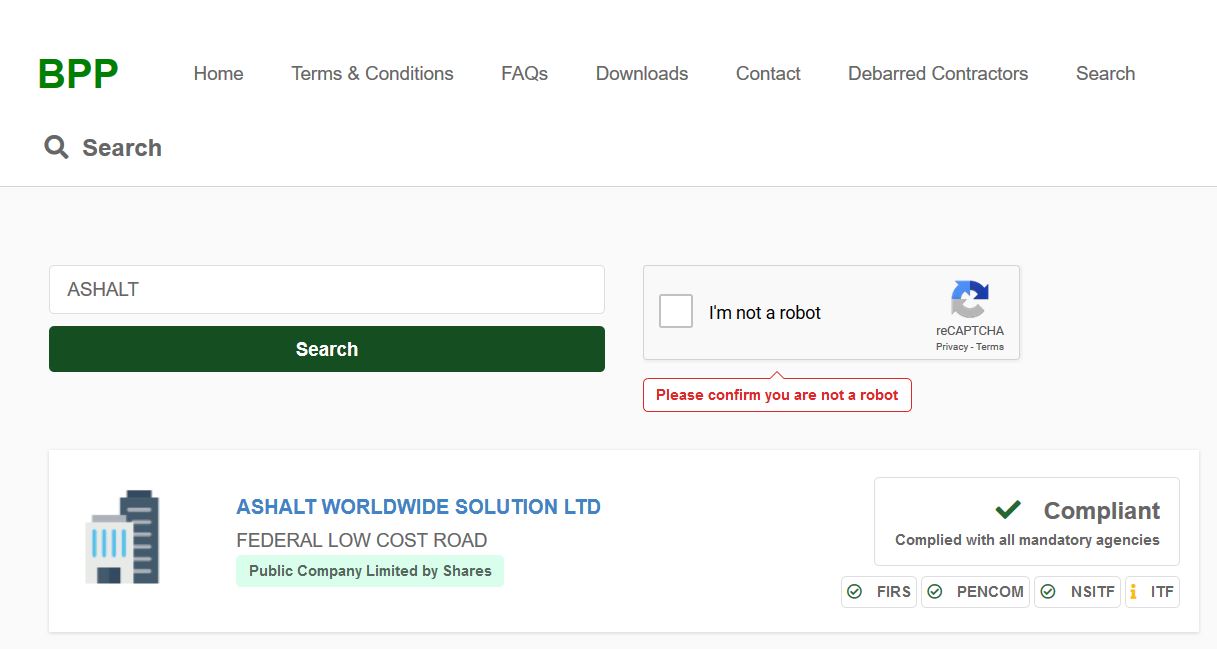 BPP Home Terms & Conditions FAQs Downloads Contact Debarred Contractors Search
Search
ASHALT
Search
I'm not a robot
reCAPTCHA
Privacy - Terms
Please confirm you are not a robot
ASHALT WORLDWIDE SOLUTION LTD
FEDERAL LOW COST ROAD
Public Company Limited by Shares
Compliant
Complied with all mandatory agencies
FIRS PENCOM NSITF ITF